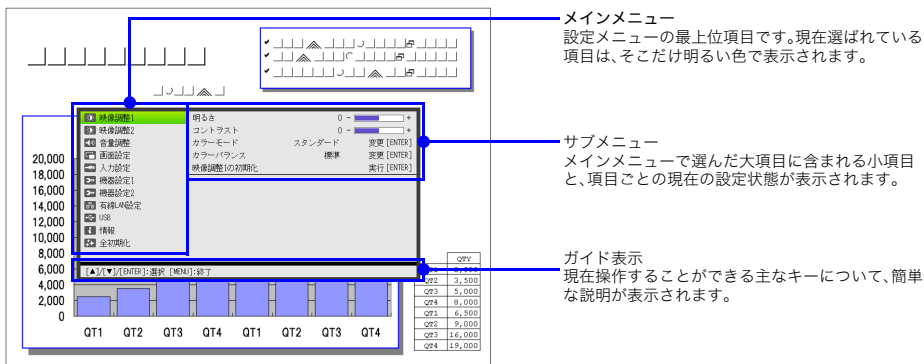 メインメニュー
設定メニューの最上位項目です。現在選ばれている
項目は、そこだけ明るい色で表示されます。
サブメニュー
メインメニューで選んだ大項目に含まれる小項目
と、項目ごとの現在の設定状態が表示されます。
ガイド表示
現在操作することができる主なキーについて、簡単
な説明が表示されます。
映像調整1
映像調整2
音量調整
画面設定
入力設定
機器設定1
機器設定2
有線LAN設定
USB
情報
全初期化
明るさ 0 - +
コントラスト 0 - +
カラーモード スタンダード 変更[ENTER]
カラーバランス 標準 変更[ENTER]
映像調整1の初期化 実行[ENTER]
[▲]/[▼]/[ENTER]:選択 [MENU]:終了
20,000
18,000
16,000
14,000
12,000
10,000
8,000
6,000
4,000
2,000
0
QT1 QT2 QT3 QT4 QT1 QT2 QT3 QT4
QTY
QT2 3,500
QT3 5,000
QT4 8,000
QT1 6,500
QT2 9,000
QT3 16,000
QT4 19,000